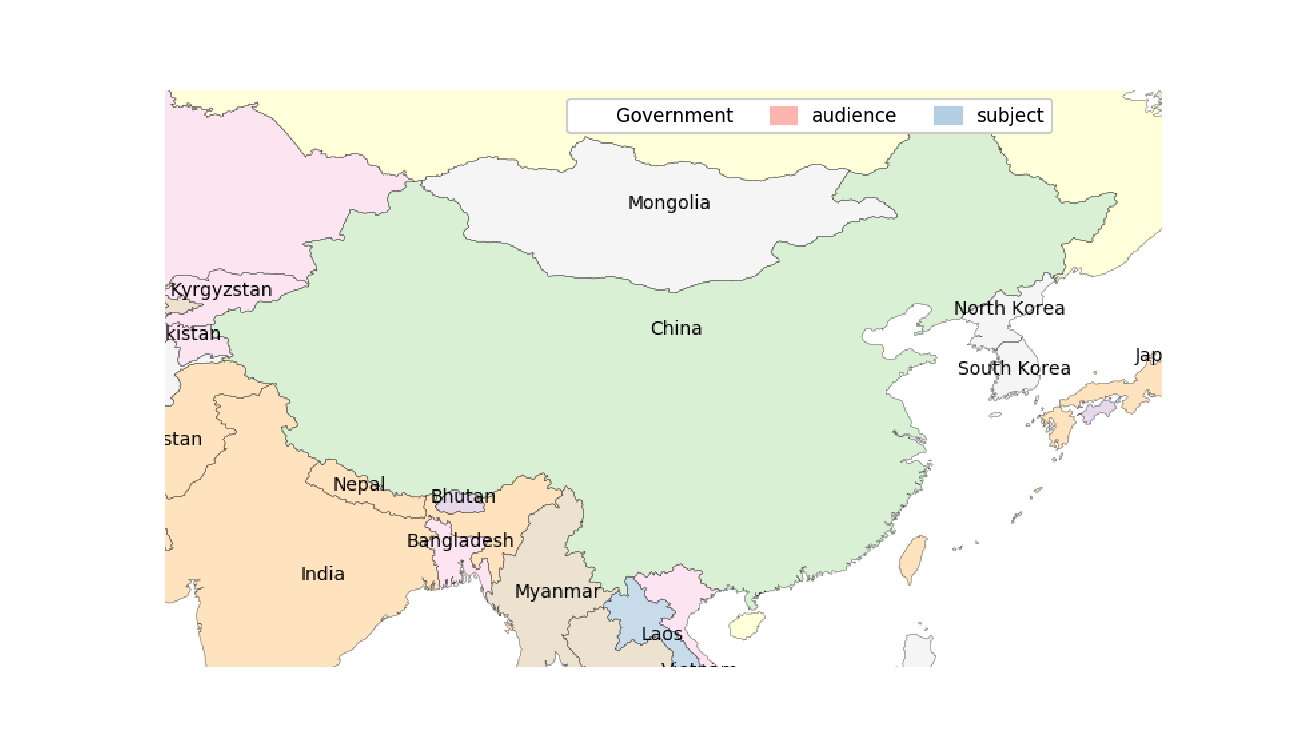 Government audience subject
Mongolia
Kyrgyzstan
North Korea
China
kistan
Jap
South Korea
stan
Nepal
Bhutan
Bangladesh
India
Myanmar
Laos
Vietnam